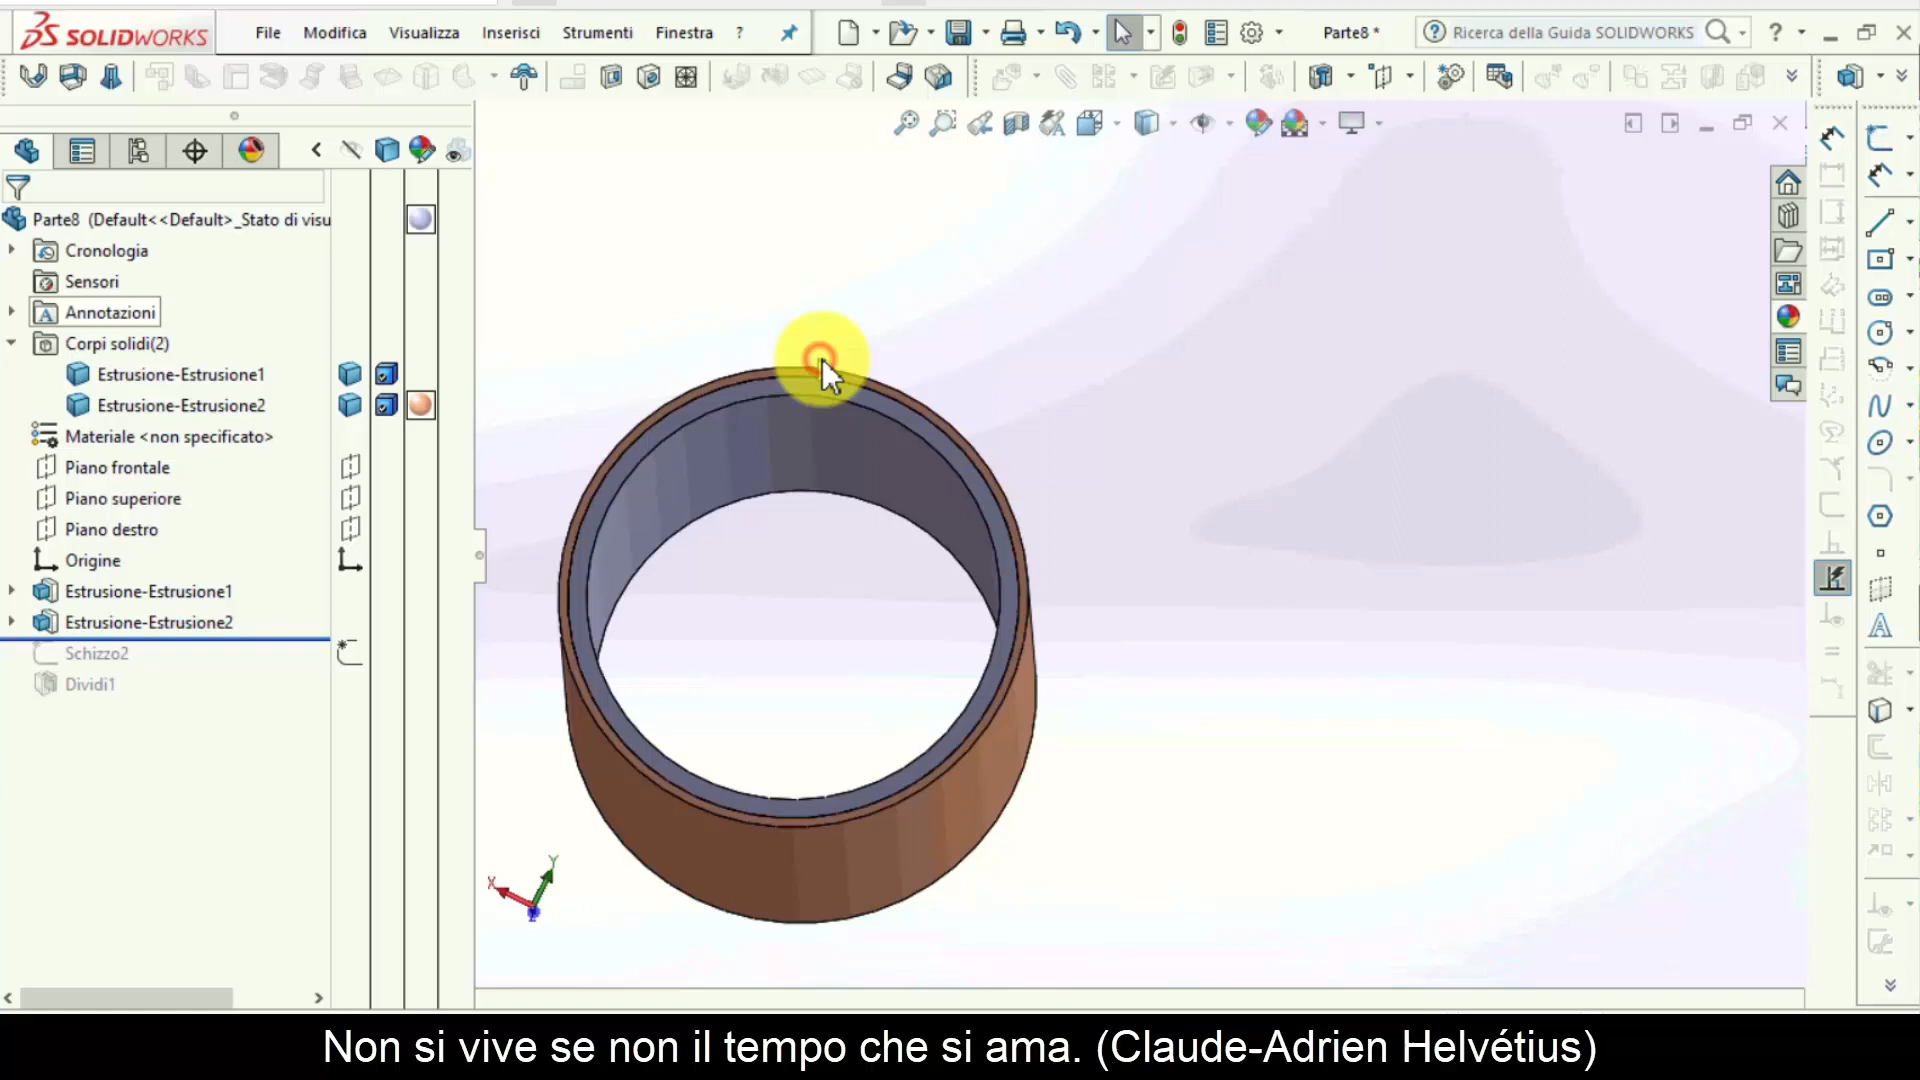 SOLIDWORKS
File Modifica Visualizza Inserisci Strumenti Finestra ?
Parte8 *
Ricerca della Guida SOLIDWORKS
?
Parte8 (Default<<Default>_Stato di visu
Cronologia
Sensori
Annotazioni
Corpi solidi(2)
Estrusione-Estrusione1
Estrusione-Estrusione2
Materiale <non specificato>
Piano frontale
Piano superiore
Piano destro
Origine
Estrusione-Estrusione1
Estrusione-Estrusione2
Schizzo2
Dividi1
Y
X
Z
Non si vive se non il tempo che si ama. (Claude-Adrien Helvétius)